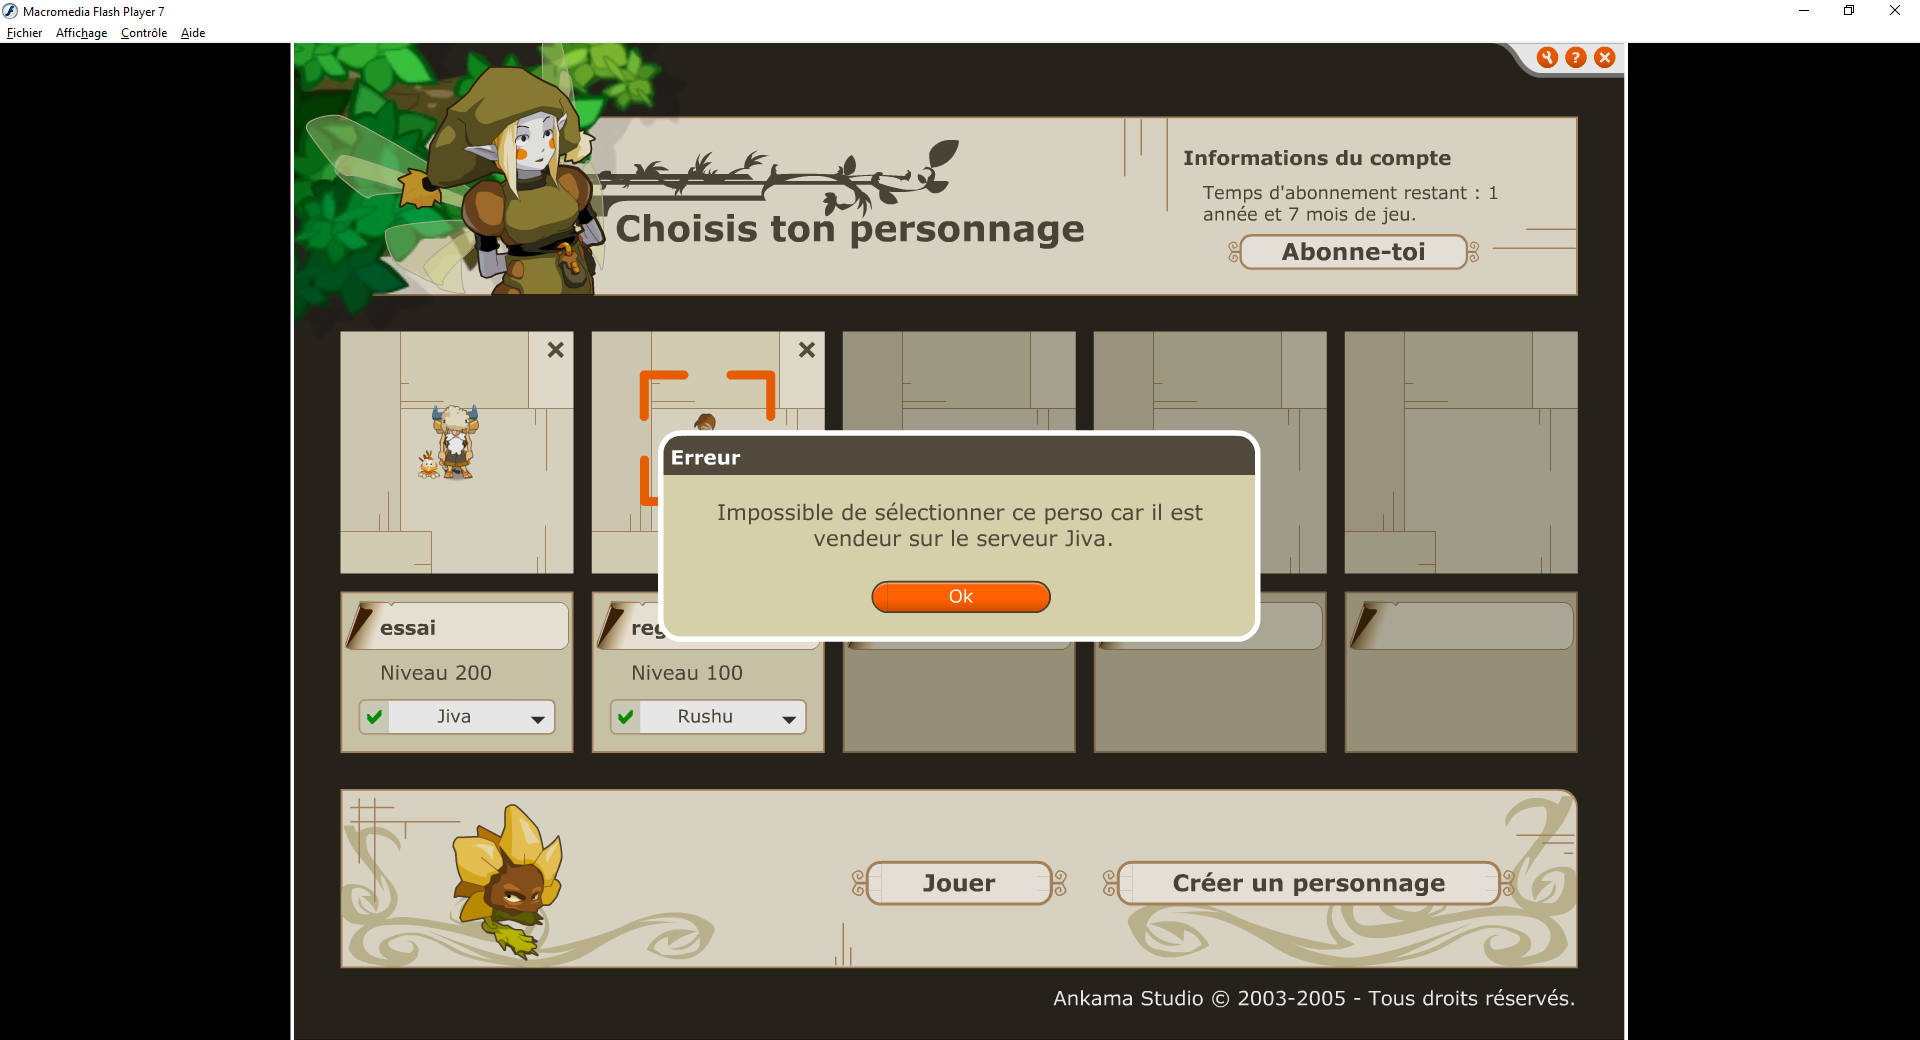 Macromedia Flash Player 7
Fichier Affichage Contrôle Aide
Choisis ton personnage
Informations du compte
Temps d'abonnement restant : 1
année et 7 mois de jeu.
Abonne-toi
Erreur
Impossible de sélectionner ce perso car il est
vendeur sur le serveur Jiva.
Ok
essai
Niveau 200
Jiva
Niveau 100
Rushu
Jouer
Créer un personnage
Ankama Studio © 2003-2005 - Tous droits réservés.